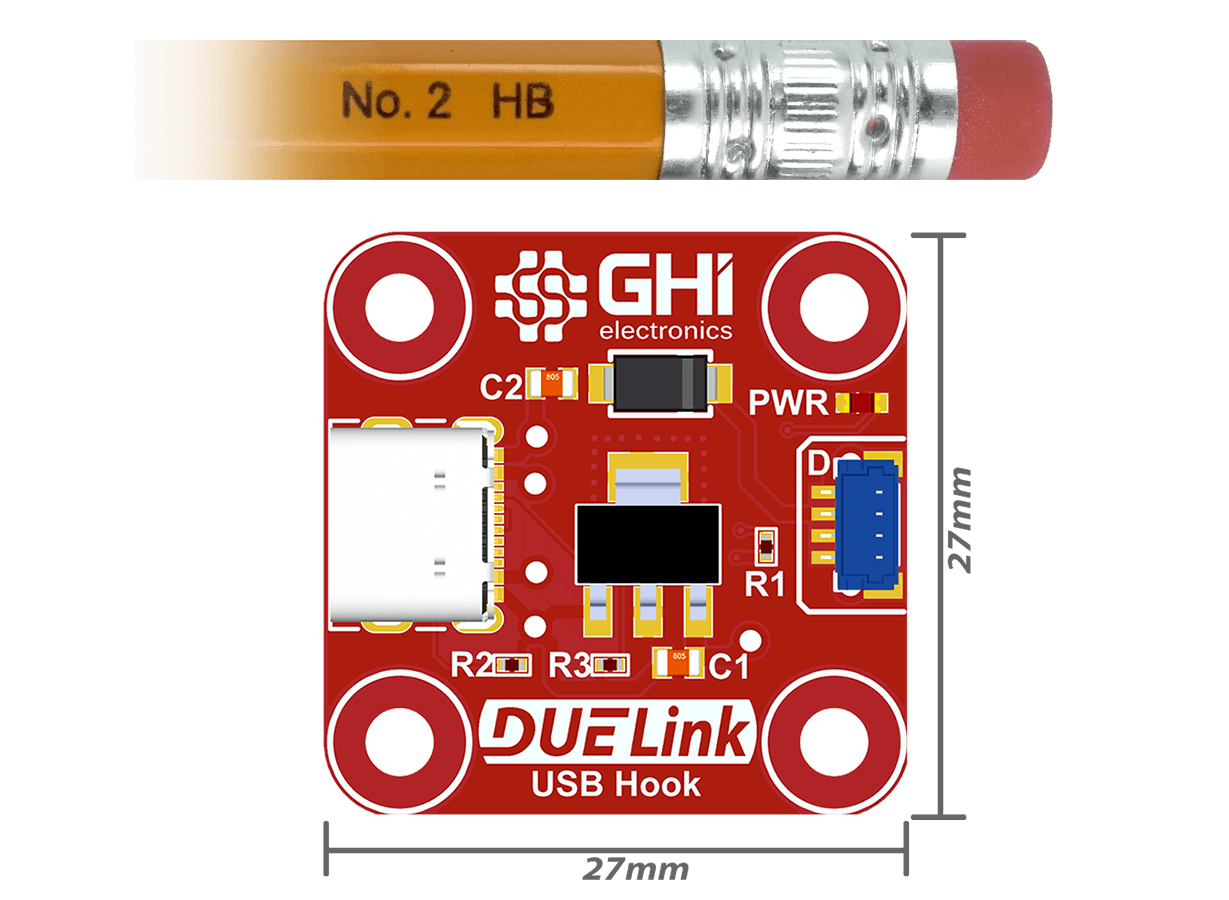 No. 2 HB
GHI
electronics
C2
805
PWR
D
27mm
R1
R2
R3
805
C1
DUELink
USB Hook
27mm